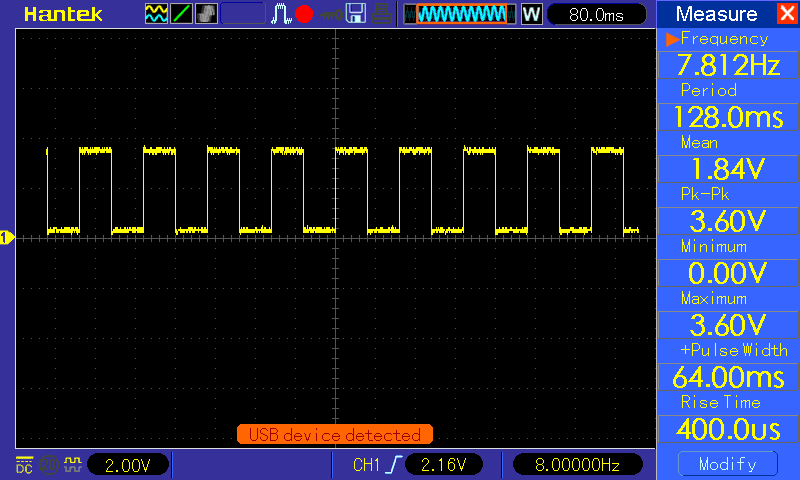 Hantek
W
80.0ms
Measure
Frequency
7.812Hz
Period
128.0ms
Mean
1.84V
Pk-Pk
3.60V
Minimum
0.00V
Maximum
3.60V
+Pulse Width
64.00ms
Rise Time
400.0us
Modify
1
USB device detected
DC
2.00V
CH1
2.16V
8.00000Hz